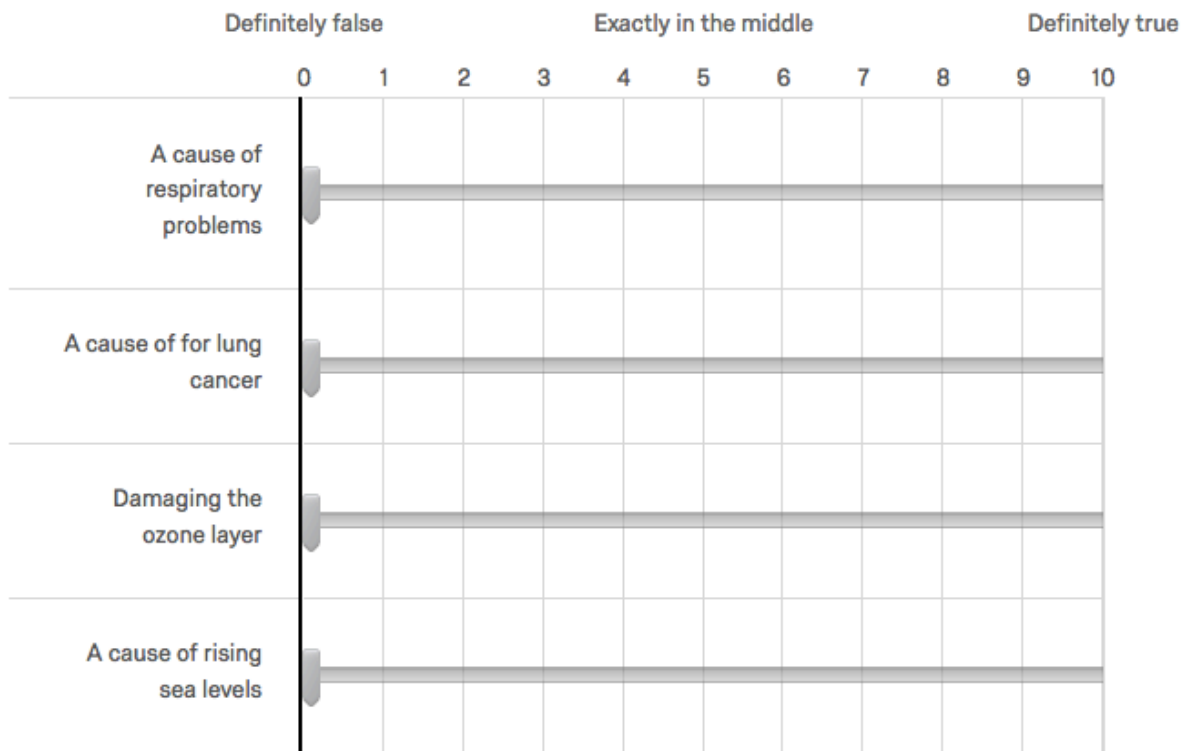 Definitely false Exactly in the middle Definitely true
0 1 2 3 4 5 6 7 8 9 10
A cause of
respiratory
problems
A cause of for lung
cancer
Damaging the
ozone layer
A cause of rising
sea levels